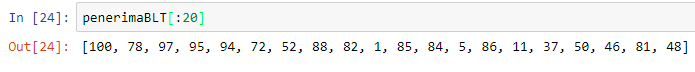 In [24]: penerimaBLT[:20]
Out[24]: [100, 78, 97, 95, 94, 72, 52, 88, 82, 1, 85, 84, 5, 86, 11, 37, 50, 46, 81, 48]